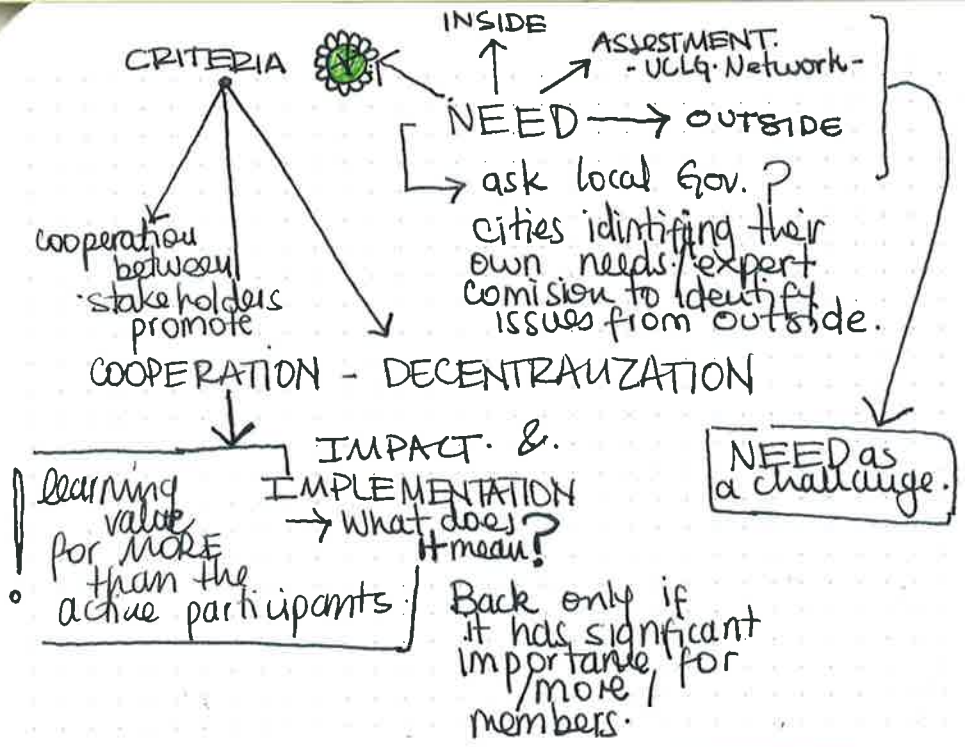 INSIDE
CRITERIA
ASSESTMENT.
- UCLG. Network -
NEED → OUTSIDE
→ ask local Gov. ?
cities idintifing their
own needs / expert
comision to identify
issues from outside.
cooperation
between
stakeholders
promote
COOPERATION - DECENTRALIZATION
NEED as
a challauge.
IMPACT. &.
IMPLEMENTATION
→ What does
it mean?
! learning
value
for MORE
than the
active participants
Back only if
it has significant
importane for
/more/
members.